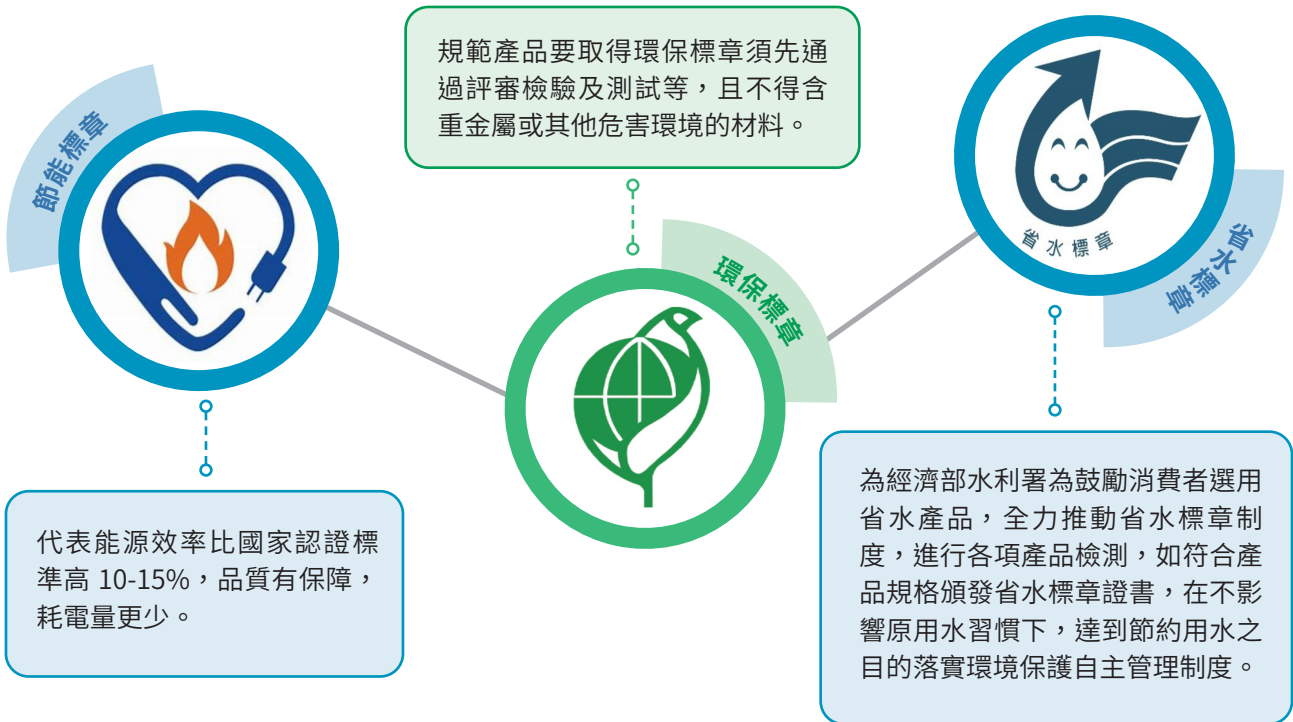 節能標章
代表能源效率比國家認證標
準高 10-15%，品質有保障，
耗電量更少。
規範產品要取得環保標章須先通
過評審檢驗及測試等，且不得含
重金屬或其他危害環境的材料。
環保標章
省水標章
省水標章
為經濟部水利署為鼓勵消費者選用
省水產品，全力推動省水標章制
度，進行各項產品檢測，如符合產
品規格頒發省水標章證書，在不影
響原用水習慣下，達到節約用水之
目的落實環境保護自主管理制度。